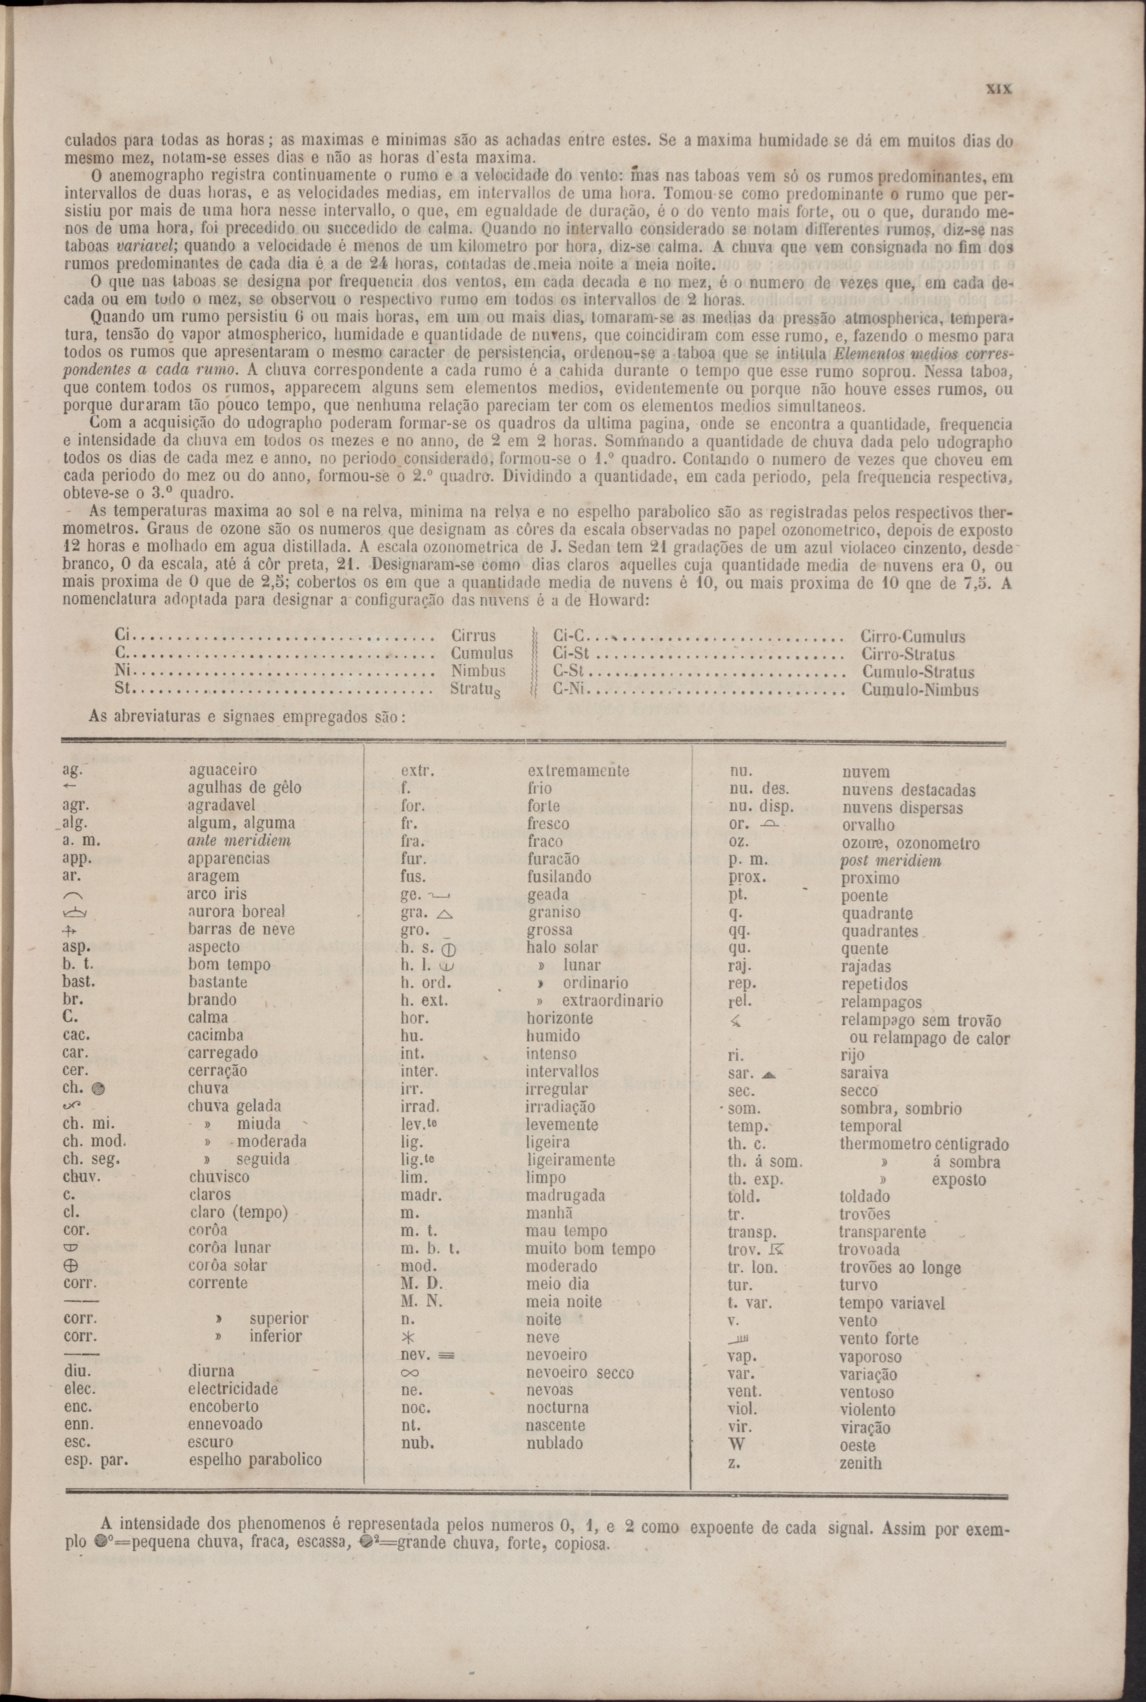 XIX
culados para todas as horas; as maximas e minimas são as achadas entre estes. Se a maxima humidade se dá em muitos dias do
mesmo mez, notam-se esses dias e não as horas d'esta maxima.
O anemographo registra continuamente o rumo e a velocidade do vento: mas nas taboas vem só os rumos predominantes, em
intervallos de duas horas, e as velocidades medias, em intervallos de uma hora. Tomou-se como predominante o rumo que per-
sistiu por mais de uma hora nesse intervallo, o que, em egualdade de duração, é o do vento mais forte, ou o que, durando me-
nos de uma hora, foi precedido ou succedido de calma. Quando no intervallo considerado se notam differentes rumos, diz-se nas
taboas variavel; quando a velocidade é menos de um kilometro por hora, diz-se calma. A chuva que vem consignada no fim dos
rumos predominantes de cada dia é a de 24 horas, contadas de meia noite a meia noite.
O que nas taboas se designa por frequencia dos ventos, em cada decada e no mez, é o numero de vezes que, em cada de-
cada ou em todo o mez, se observou o respectivo rumo em todos os intervallos de 2 horas.
Quando um rumo persistiu 6 ou mais horas, em um ou mais dias, tomaram-se as medias da pressão atmospherica, tempera-
tura, tensão do vapor atmospherico, humidade e quantidade de nuvens, que coincidiram com esse rumo, e, fazendo o mesmo para
todos os rumos que apresentaram o mesmo caracter de persistencia, ordenou-se a taboa que se intitula Elementos medios corres-
pondentes a cada rumo. A chuva correspondente a cada rumo é a cahida durante o tempo que esse rumo soprou. Nessa taboa,
que contem todos os rumos, apparecem alguns sem elementos medios, evidentemente ou porque não houve esses rumos, ou
porque duraram tão pouco tempo, que nenhuma relação pareciam ter com os elementos medios simultaneos.
Com a acquisição do udographo poderam formar-se os quadros da ultima pagina, onde se encontra a quantidade, frequencia
e intensidade da chuva em todos os mezes e no anno, de 2 em 2 horas. Sommando a quantidade de chuva dada pelo udographo
todos os dias de cada mez e anno, no periodo considerado, formou-se o 1.º quadro. Contando o numero de vezes que choveu em
cada periodo do mez ou do anno, formou-se o 2.º quadro. Dividindo a quantidade, em cada periodo, pela frequencia respectiva,
obteve-se o 3.º quadro.
As temperaturas maxima ao sol e na relva, minima na relva e no espelho parabolico são as registradas pelos respectivos ther-
mometros. Graus de ozone são os numeros que designam as côres da escala observadas no papel ozonometrico, depois de exposto
12 horas e molhado em agua distillada. A escala ozonometrica de J. Sedan tem 21 gradações de um azul violaceo cinzento, desde
branco, 0 da escala, até á côr preta, 21. Designaram-se como dias claros aquelles cuja quantidade media de nuvens era 0, ou
mais proxima de 0 que de 2,5; cobertos os em que a quantidade media de nuvens é 10, ou mais proxima de 10 qne de 7,5. A
nomenclatura adoptada para designar a configuração das nuvens é a de Howard:
Ci.................................. Cirrus
C.................................. Cumulus
Ni.................................. Nimbus
St.................................. Stratus
Ci-C............................. Cirro-Cumulus
Ci-St ............................ Cirro-Stratus
C-St ............................. Cumulo-Stratus
C-Ni.............................. Cumulo-Nimbus
As abreviaturas e signaes empregados são:
ag. aguaceiro
← agulhas de gêlo
agr. agradavel
alg. algum, alguma
a. m. ante meridiem
app. apparencias
ar. aragem
arco iris
aurora boreal
barras de neve
asp. aspecto
b. t. bom tempo
bast. bastante
br. brando
C. calma
cac. cacimba
car. carregado
cer. cerração
ch. ● chuva
chuva gelada
ch. mi. » miuda
ch. mod. » moderada
ch. seg. » seguida
chuv. chuvisco
c. claros
cl. claro (tempo)
cor. corôa
corôa lunar
⊕ corôa solar
corr. corrente
corr. » superior
corr. » inferior
diu. diurna
elec. electricidade
enc. encoberto
enn. ennevoado
esc. escuro
esp. par. espelho parabolico
extr. extremamente
f. frio
for. forte
fr. fresco
fra. fraco
fur. furacão
fus. fusilando
ge. geada
gra. △ graniso
gro. grossa
h. s. halo solar
h. l. » lunar
h. ord. » ordinario
h. ext. » extraordinario
hor. horizonte
hu. humido
int. intenso
inter. intervallos
irr. irregular
irrad. irradiação
lev.te levemente
lig. ligeira
lig.te ligeiramente
lim. limpo
madr. madrugada
m. manhã
m. t. mau tempo
m. b. t. muito bom tempo
mod. moderado
M. D. meio dia
M. N. meia noite
n. noite
* neve
nev. ≡ nevoeiro
∞ nevoeiro secco
ne. nevoas
noc. nocturna
nt. nascente
nub. nublado
nu. nuvem
nu. des. nuvens destacadas
nu. disp. nuvens dispersas
or. orvalho
oz. ozone, ozonometro
p. m. post meridiem
prox. proximo
pt. poente
q. quadrante
qq. quadrantes
qu. quente
raj. rajadas
rep. repetidos
rel. relampagos
relampago sem trovão
ou relampago de calor
ri. rijo
sar. ▲ saraiva
sec. secco
som. sombra, sombrio
temp. temporal
th. c. thermometro centigrado
th. á som. » á sombra
th. exp. » exposto
told. toldado
tr. trovões
transp. transparente
trov. trovoada
tr. lon. trovões ao longe
tur. turvo
t. var. tempo variavel
v. vento
vento forte
vap. vaporoso
var. variação
vent. ventoso
viol. violento
vir. viração
W oeste
z. zenith
A intensidade dos phenomenos é representada pelos numeros 0, 1, e 2 como expoente de cada signal. Assim por exem-
plo ●⁰=pequena chuva, fraca, escassa, ●²=grande chuva, forte, copiosa.